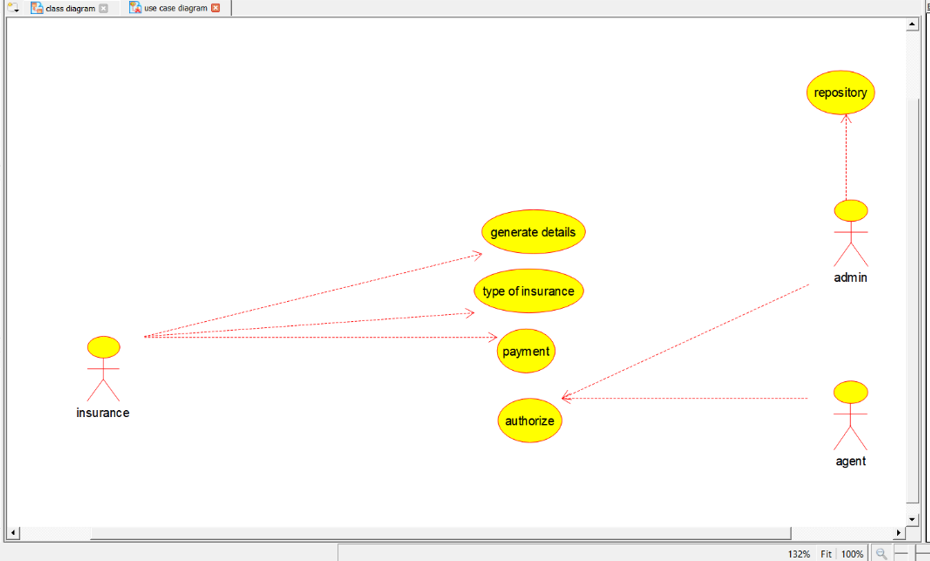 class diagram
use case diagram
repository
generate details
admin
type of insurance
payment
insurance
authorize
agent
132% Fit 100%